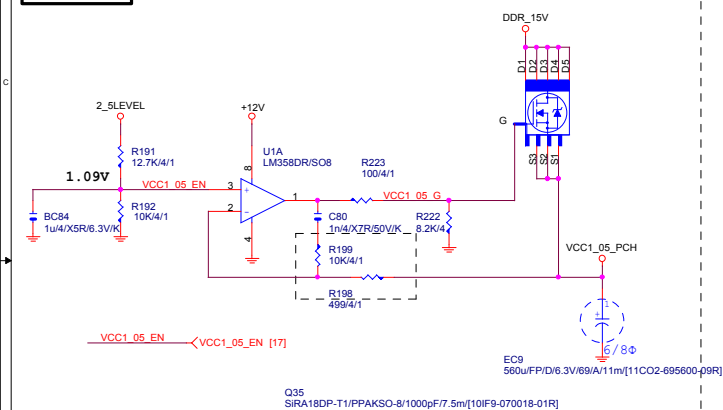 DDR_15V
D1
D2
D3
D4
D5
C
2_5LEVEL
+12V
G
R191
12.7K/4/1
U1A
LM358DR/SO8
R223
100/4/1
S3
S2
S1
8
1.09V
VCC1_05_EN
3
+
1
VCC1_05_G
2
-
BC84
1u/4/X5R/6.3V/K
R192
10K/4/1
C80
1n/4/X7R/50V/K
R222
8.2K/4
4
VCC1_05_PCH
R199
10K/4/1
R198
499/4/1
1
+
6/8Φ
VCC1_05_EN
VCC1_05_EN [17]
EC9
560u/FP/D/6.3V/69/A/11m/[11CO2-695600-09R]
Q35
SiRA18DP-T1/PPAKSO-8/1000pF/7.5m/[10IF9-070018-01R]